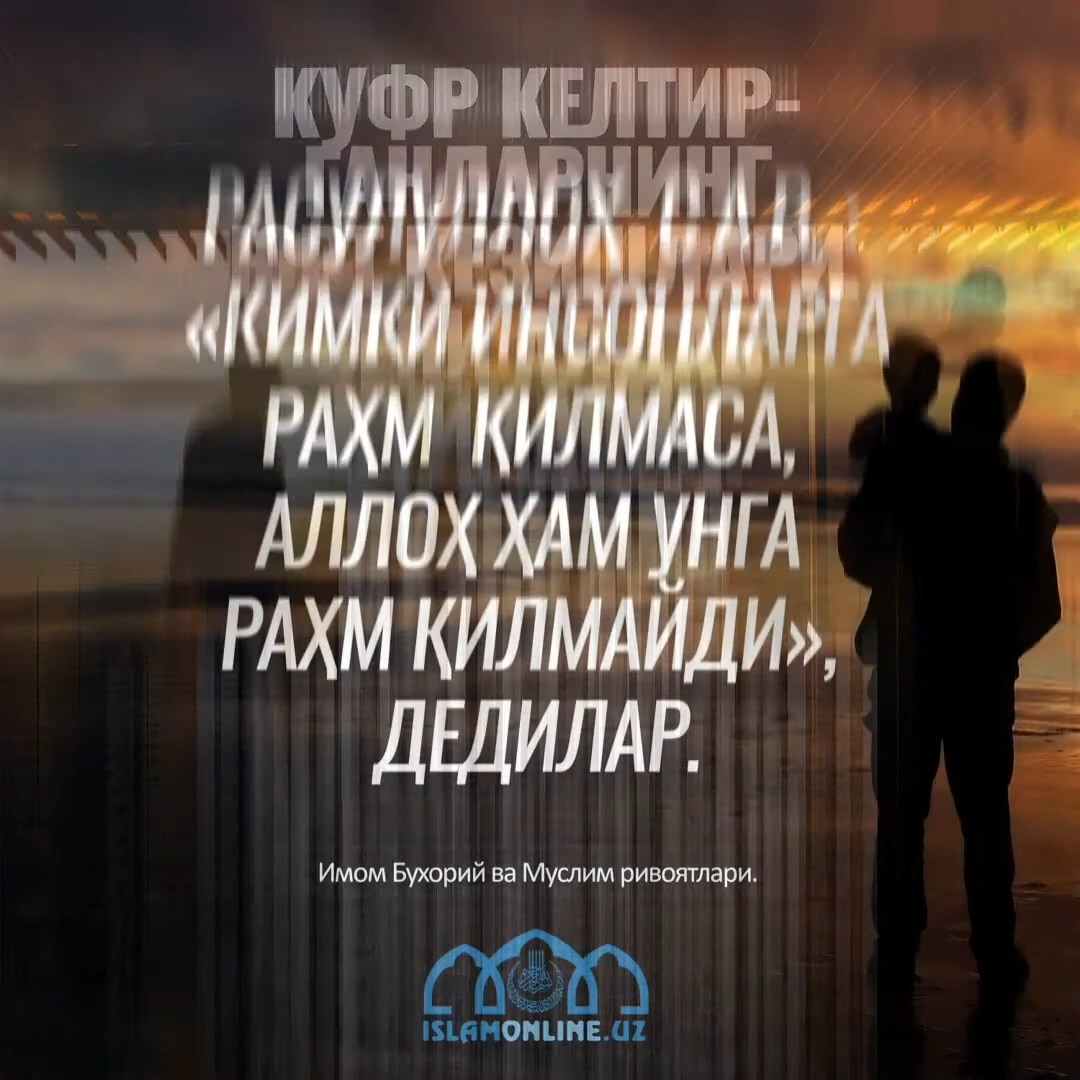 КУФР КЕЛТИР-
ГАНЛАРНИНГ
«КИМКИ ИНСОНЛАРГА
РАҲМ ҚИЛМАСА,
АЛЛОҲ ҲАМ УНГА
РАҲМ ҚИЛМАЙДИ»,
ДЕДИЛАР.
Имом Бухорий ва Муслим ривоятлари.
ISLAMONLINE.UZ